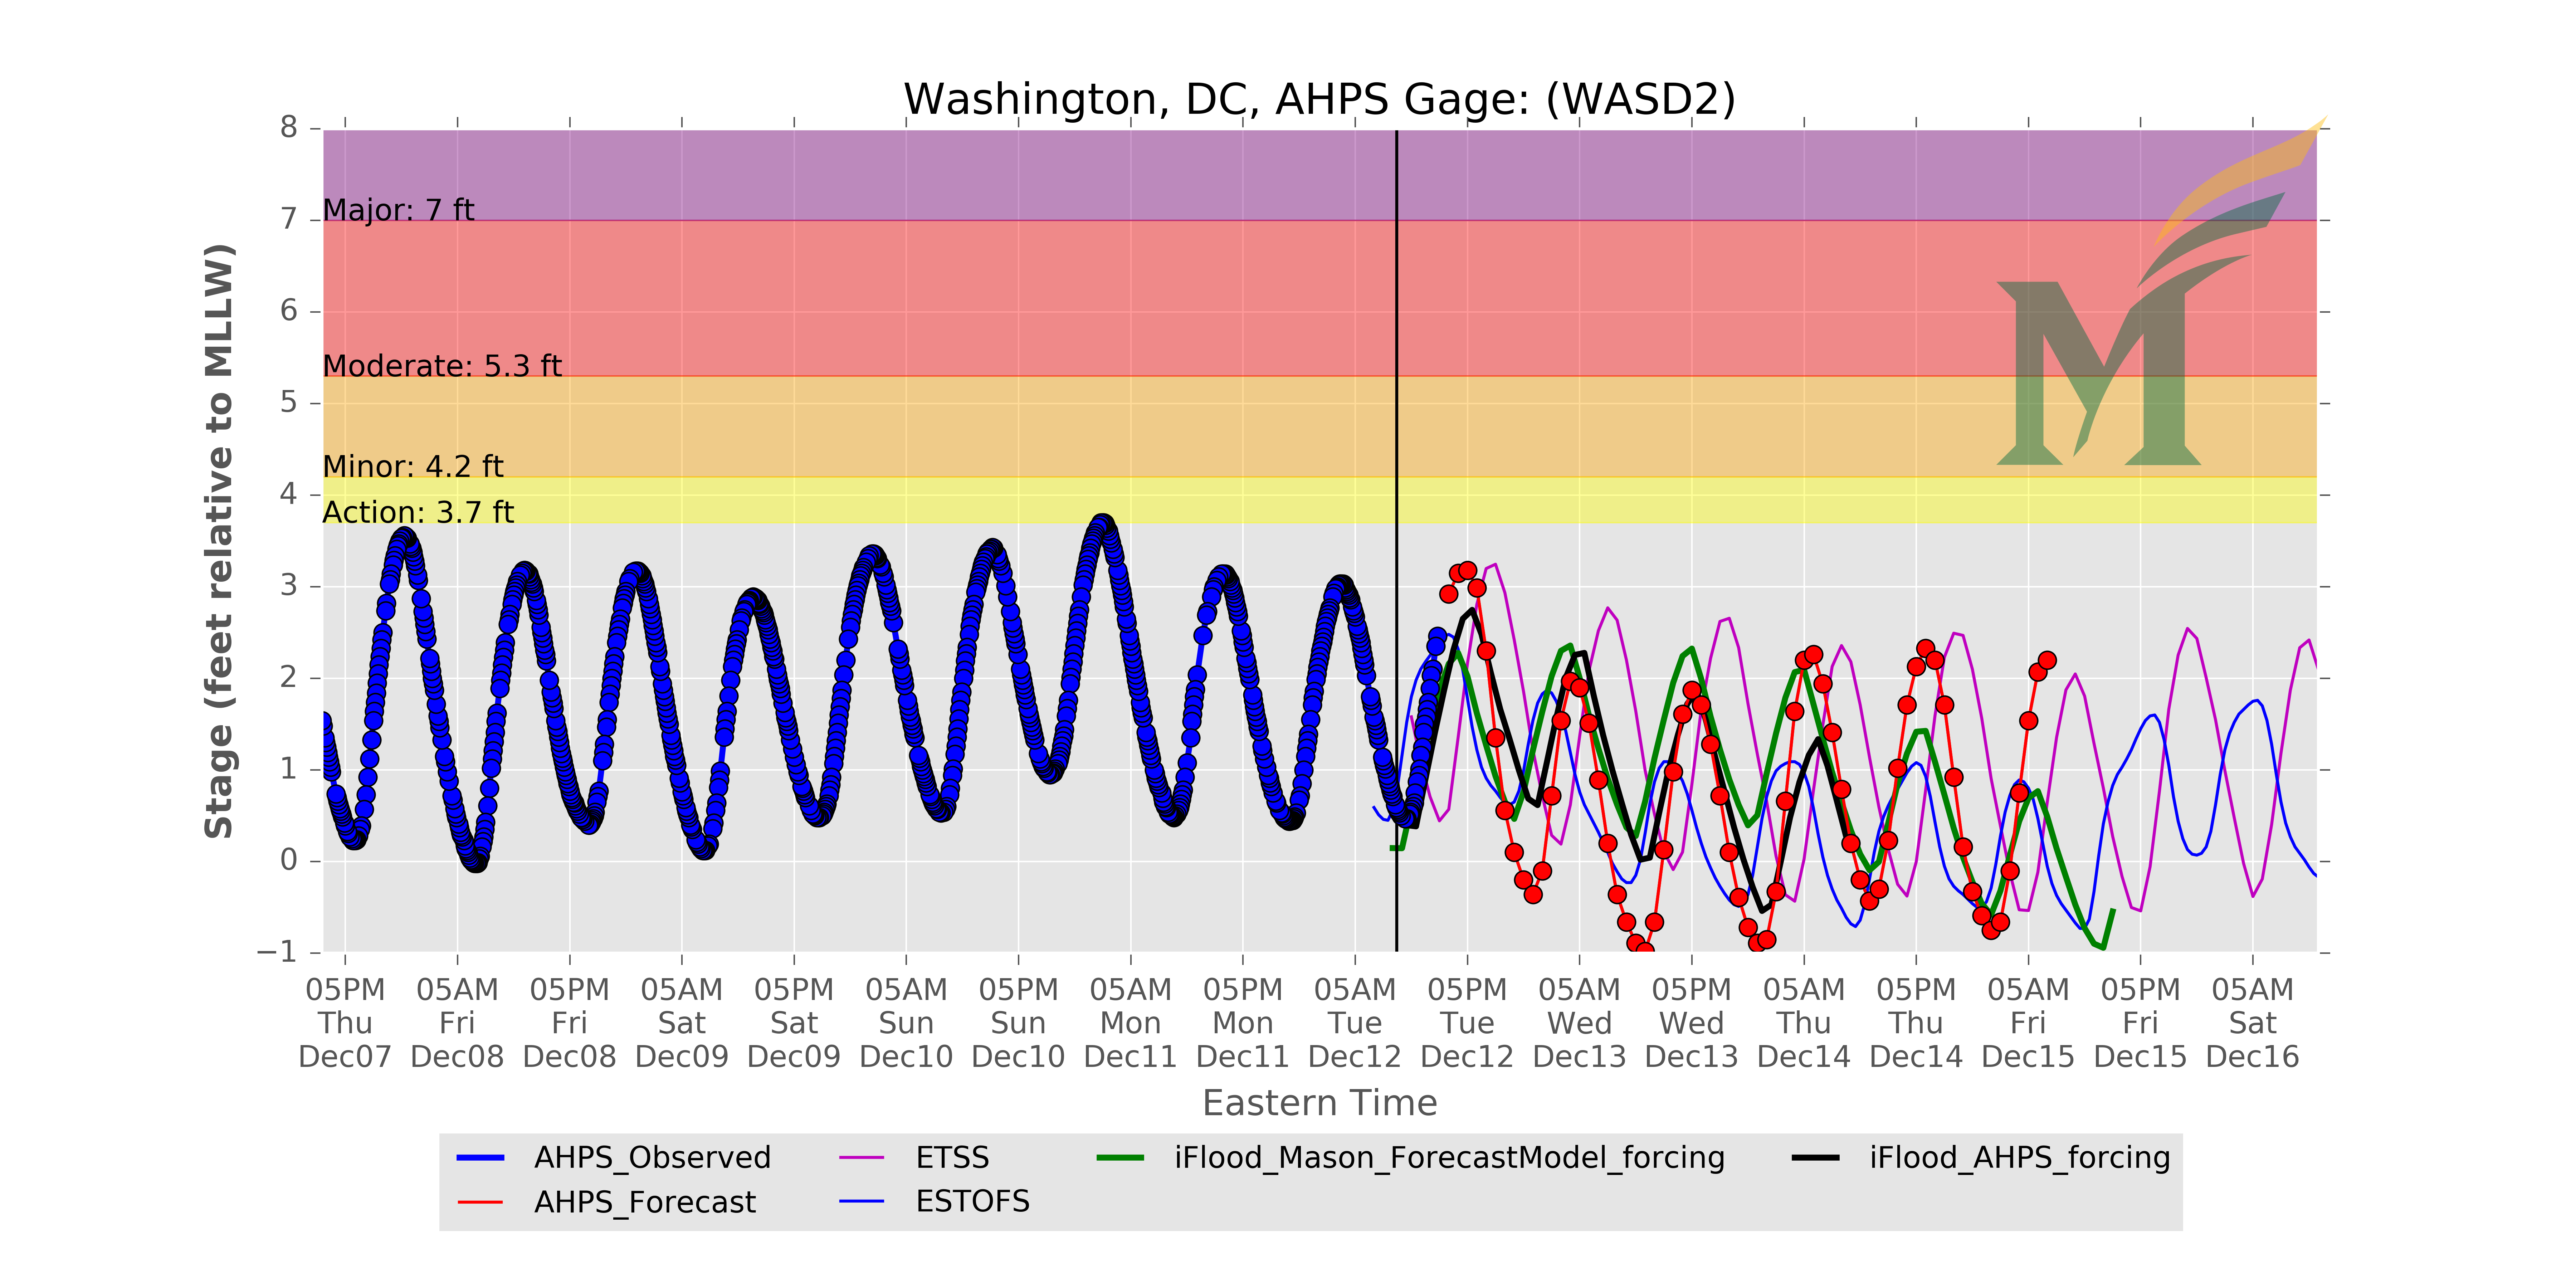 Washington, DC, AHPS Gage: (WASD2)
Stage (feet relative to MLLW)
8
7
6
5
4
3
2
1
0
−1
Major: 7 ft
Moderate: 5.3 ft
Minor: 4.2 ft
Action: 3.7 ft
M
05PM 05AM 05PM 05AM 05PM 05AM 05PM 05AM 05PM 05AM 05PM 05AM 05PM 05AM 05PM 05AM 05PM 05AM
Thu Fri Fri Sat Sat Sun Sun Mon Mon Tue Tue Wed Wed Thu Thu Fri Fri Sat
Dec07 Dec08 Dec08 Dec09 Dec09 Dec10 Dec10 Dec11 Dec11 Dec12 Dec12 Dec13 Dec13 Dec14 Dec14 Dec15 Dec15 Dec16
Eastern Time
AHPS_Observed ETSS iFlood_Mason_ForecastModel_forcing iFlood_AHPS_forcing
AHPS_Forecast ESTOFS